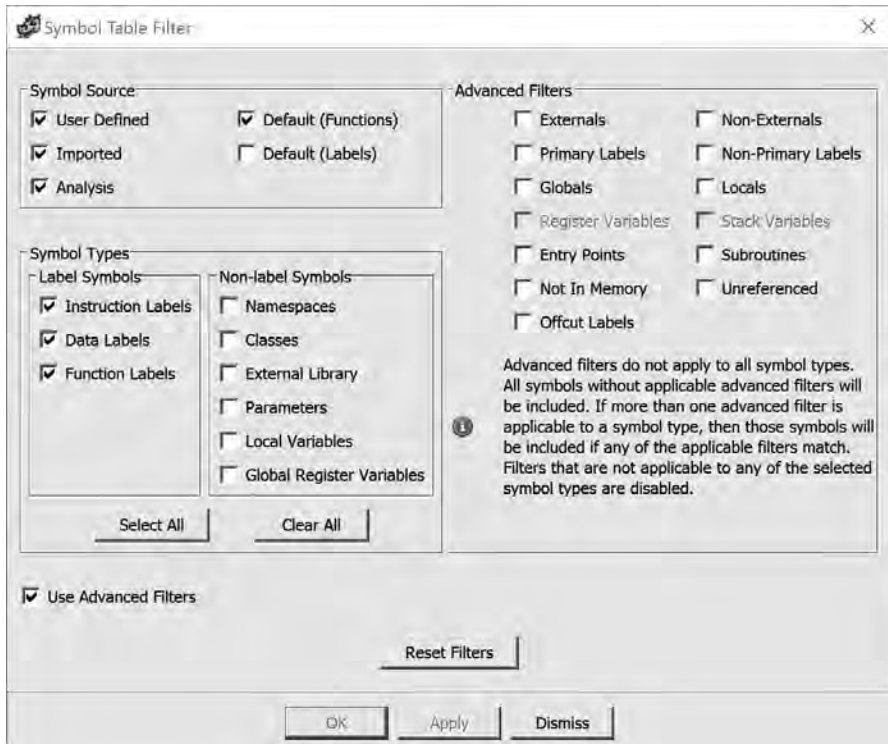 Symbol Table Filter
Symbol Source
User Defined
Default (Functions)
Imported
Default (Labels)
Analysis
Symbol Types
Label Symbols
Instruction Labels
Data Labels
Function Labels
Non-label Symbols
Namespaces
Classes
External Library
Parameters
Local Variables
Global Register Variables
Select All
Clear All
Advanced Filters
Externals
Non-Externals
Primary Labels
Non-Primary Labels
Globals
Locals
Register Variables
Stack Variables
Entry Points
Subroutines
Not In Memory
Unreferenced
Offcut Labels
Advanced filters do not apply to all symbol types.
All symbols without applicable advanced filters will
be included. If more than one advanced filter is
applicable to a symbol type, then those symbols will
be included if any of the applicable filters match.
Filters that are not applicable to any of the selected
symbol types are disabled.
Use Advanced Filters
Reset Filters
OK
Apply
Dismiss